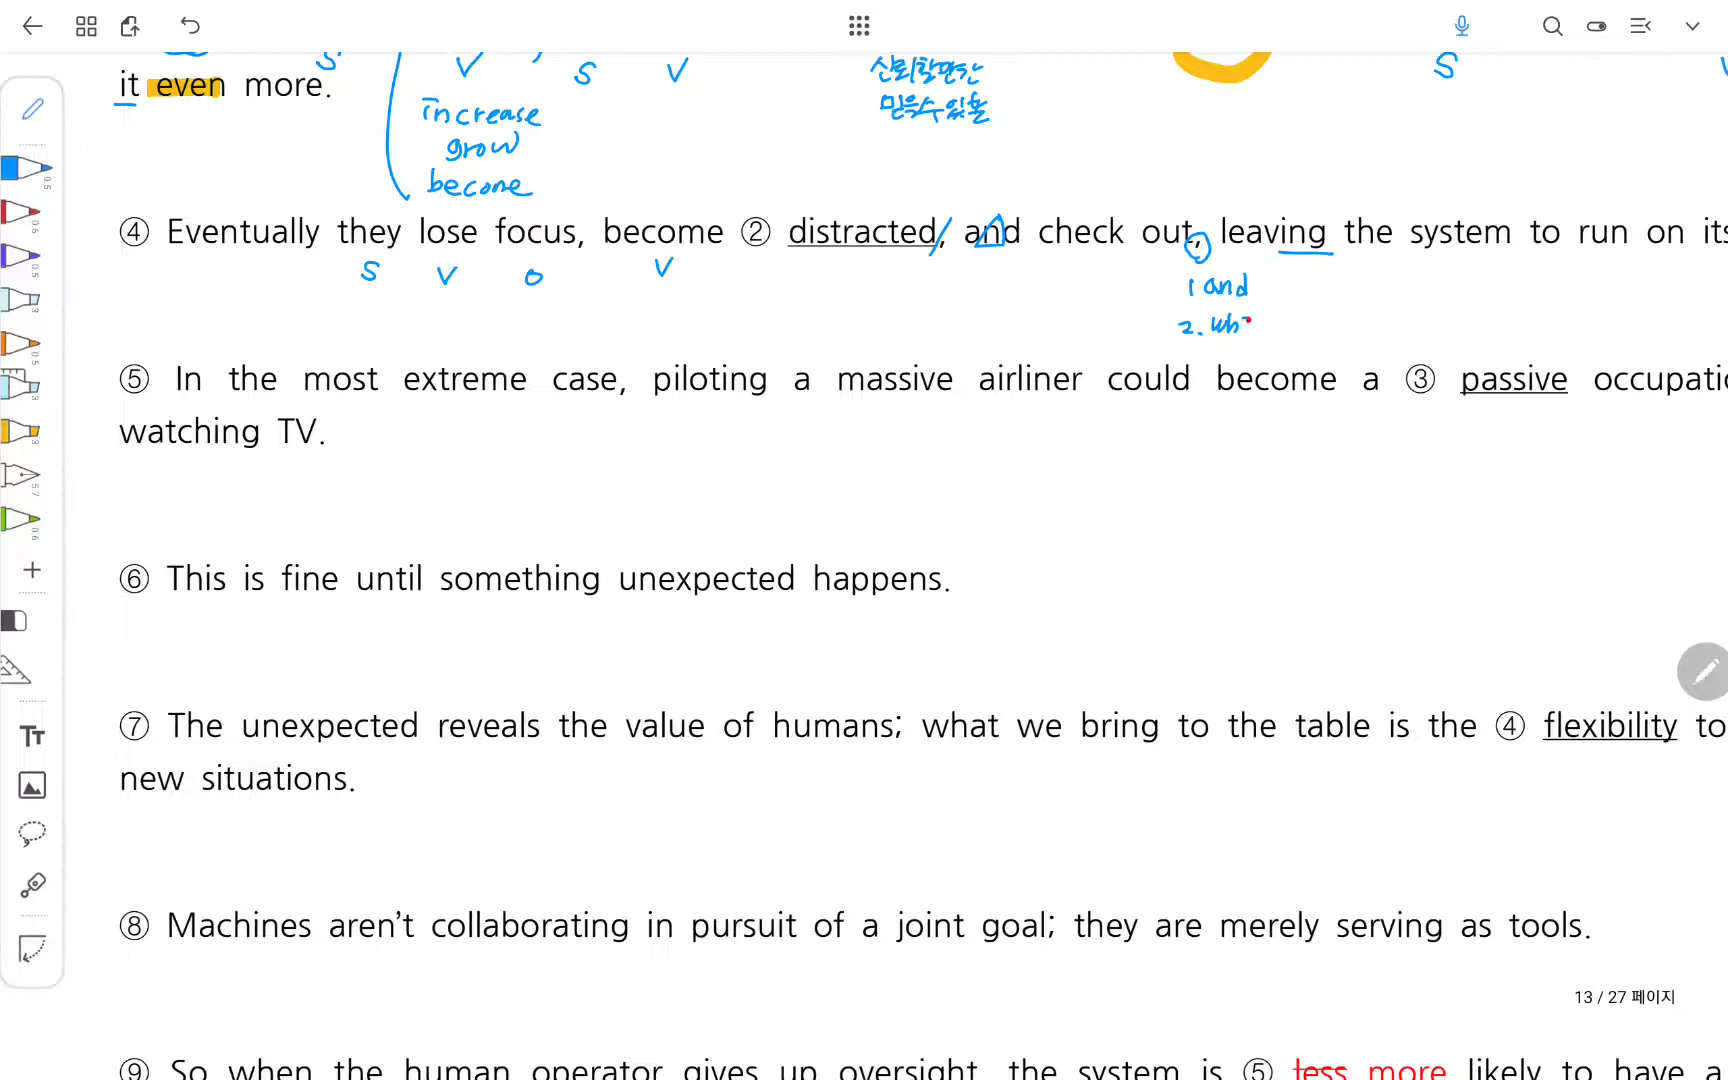 it even more.
S V , S V 신뢰할만한 S
믿을수있을
increase
grow
become
④ Eventually they lose focus, become ② distracted, and check out, leaving the system to run on its
S V O V
1 and
2. wh
⑤ In the most extreme case, piloting a massive airliner could become a ③ passive
watching TV.
⑥ This is fine until something unexpected happens.
⑦ The unexpected reveals the value of humans; what we bring to the table is the ④ flexibility to
new situations.
⑧ Machines aren't collaborating in pursuit of a joint goal; they are merely serving as tools.
13 / 27 페이지
⑨ So when the human operator gives up oversight, the system is ⑤ less more likely to have a
TT